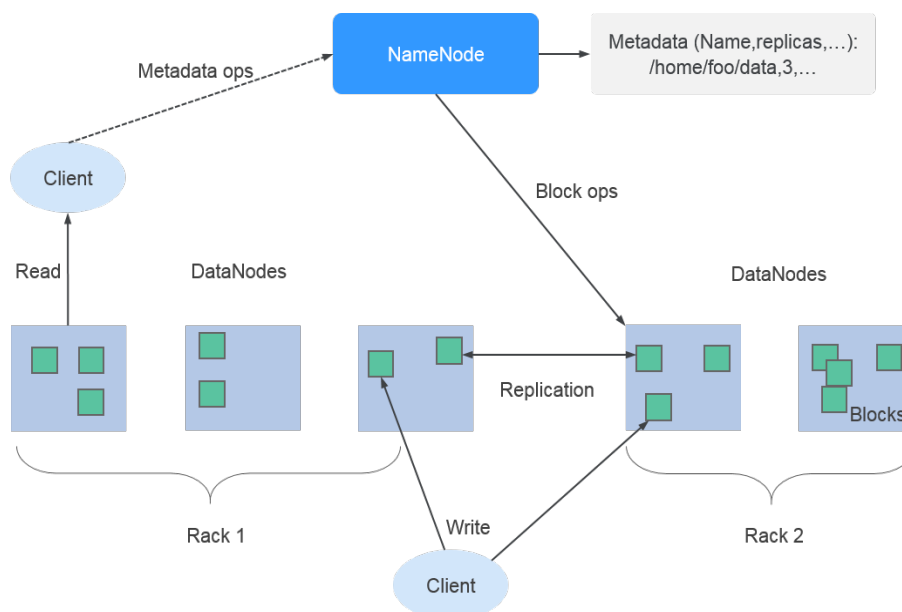 NameNode
Metadata (Name,replicas,...):
/home/foo/data,3,...
Metadata ops
Client
Block ops
Read
DataNodes
DataNodes
Replication
Blocks
Rack 1
Write
Rack 2
Client